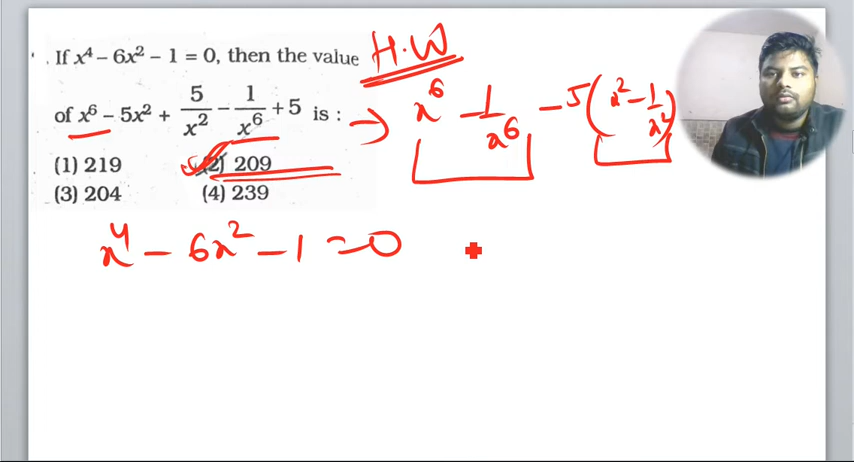 . If x⁴ – 6x² – 1 = 0, then the value
of x⁶ – 5x² + 5/x² – 1/x⁶ + 5 is :
(1) 219 (2) 209
(3) 204 (4) 239
H.W
→ x⁶ – 1/x⁶ – 5(x² – 1/x²)
x⁴ – 6x² – 1 = 0